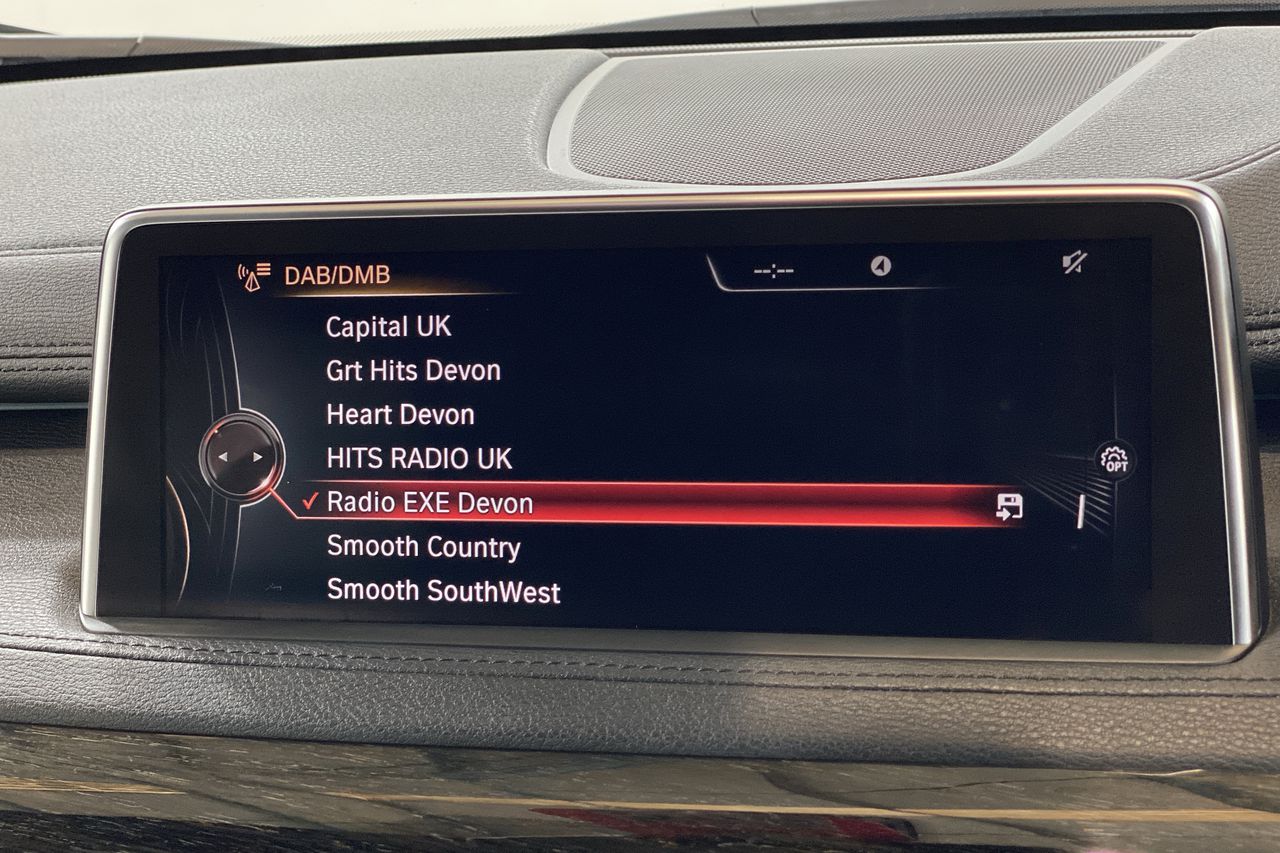 DAB/DMB
--:--
Capital UK
Grt Hits Devon
Heart Devon
HITS RADIO UK
OPT
Radio EXE Devon
Smooth Country
Smooth SouthWest